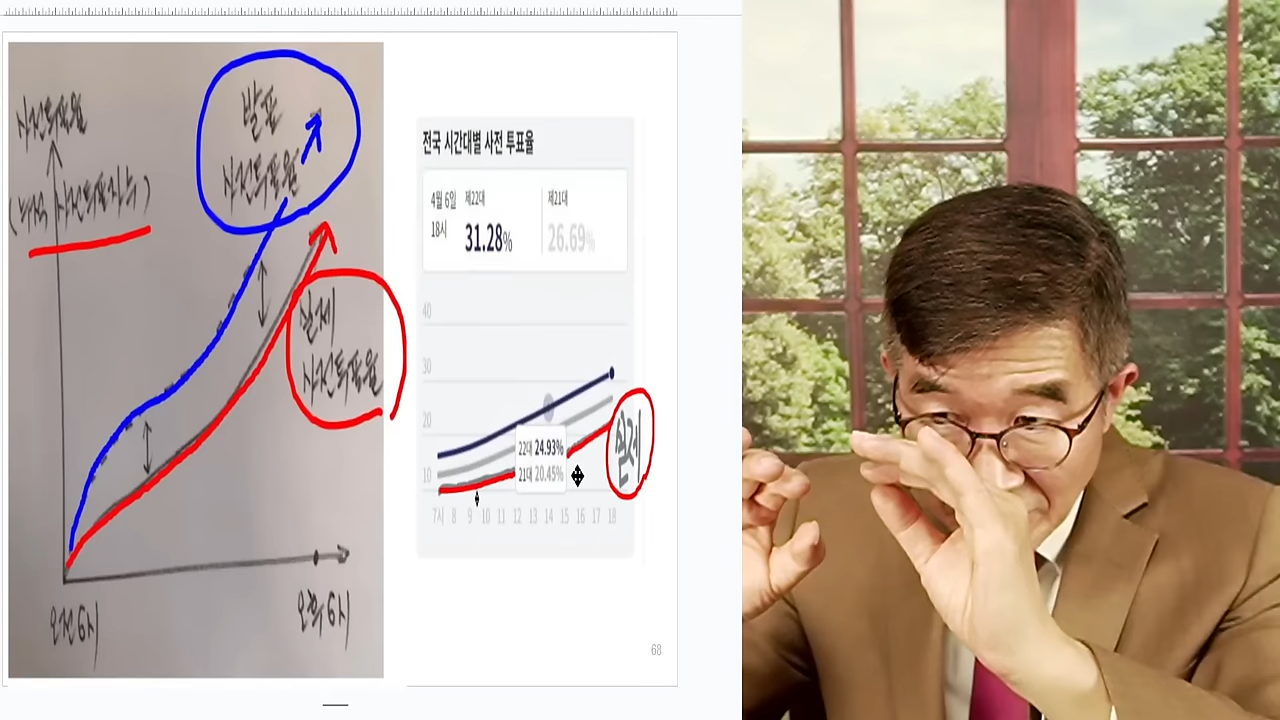 사전투표율
(누적 사전투표자수)
발표
사전투표율
실제
사전투표율
오전 6시
오후 6시
전국 시간대별 사전 투표율
4월 6일 제22대 제21대
18시 31.28% 26.69%
40
30
20
10
22대 24.93%
21대 20.45%
실제
7시 8 9 10 11 12 13 14 15 16 17 18
68